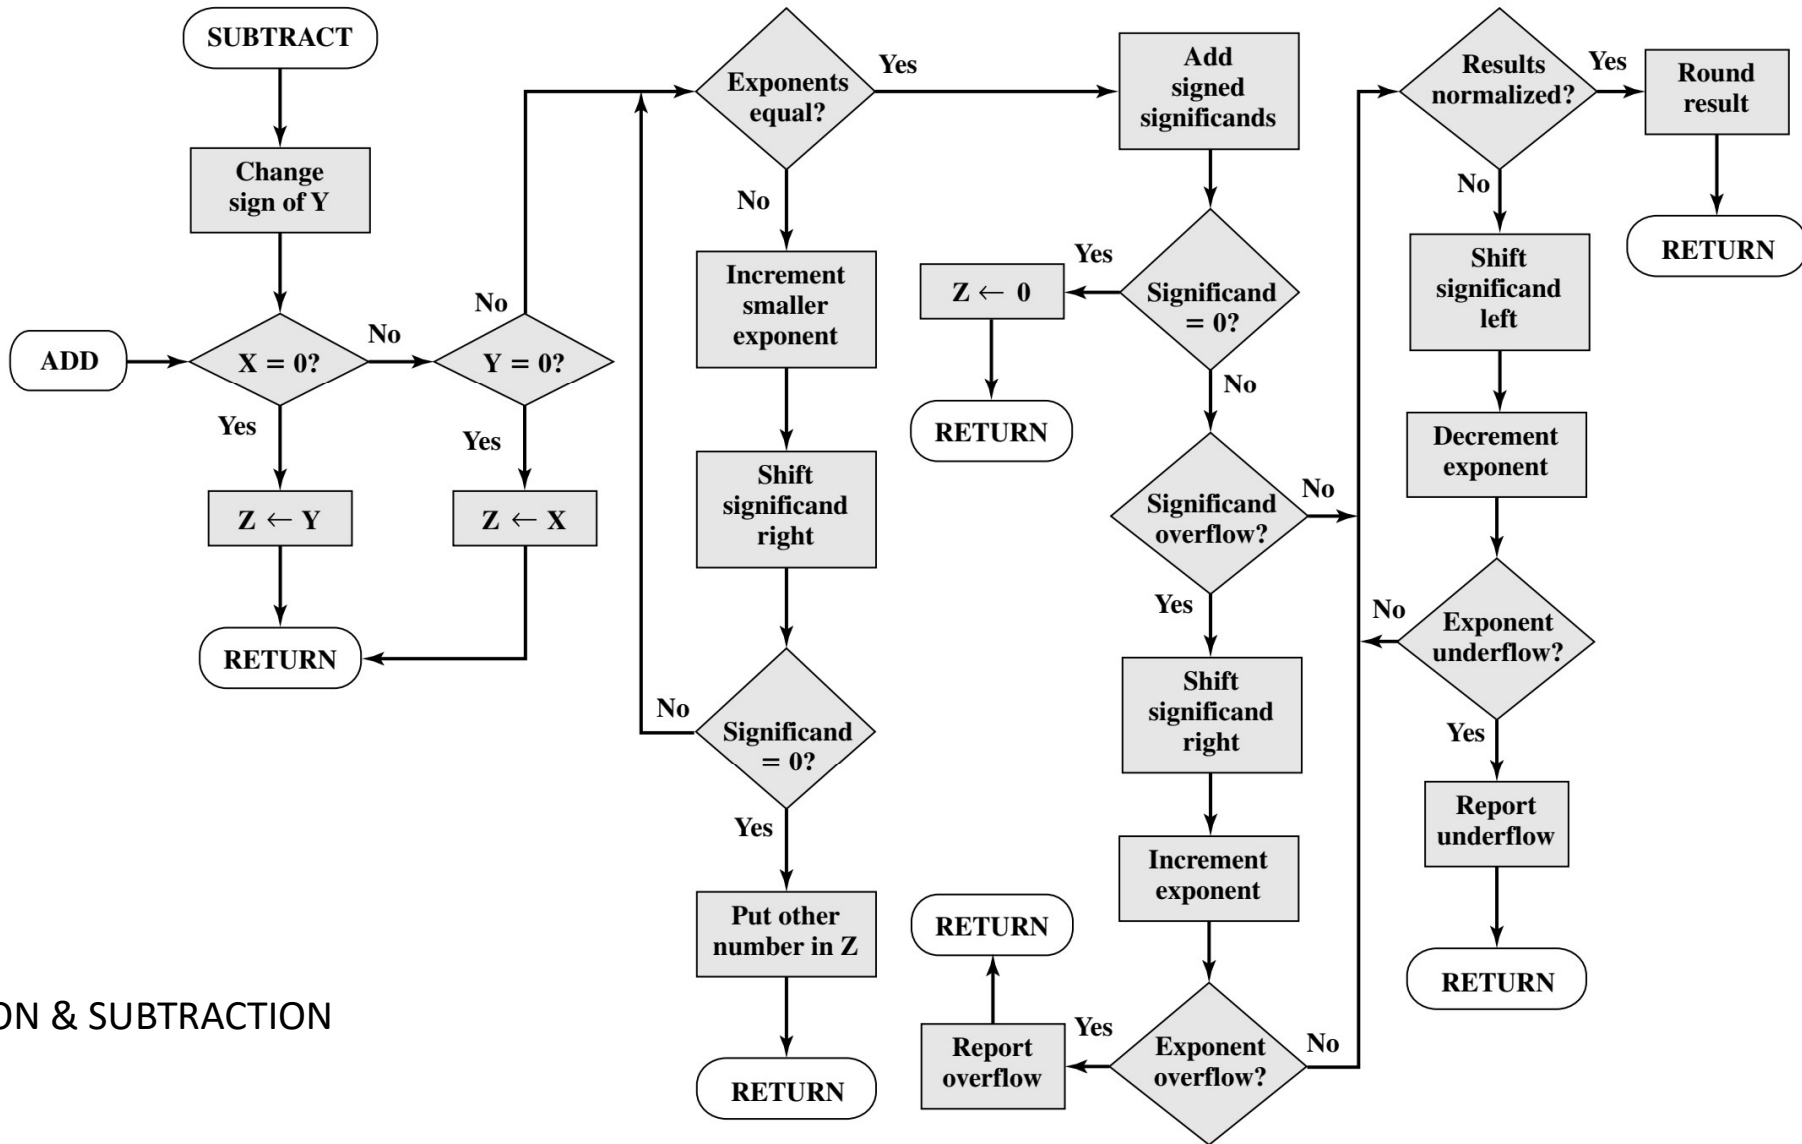 SUBTRACT
Change
sign of Y
ADD
X = 0?
No
Yes
Z ← Y
RETURN
Y = 0?
No
Yes
Z ← X
Exponents
equal?
Yes
No
Increment
smaller
exponent
Shift
significand
right
Significand
= 0?
No
Yes
Put other
number in Z
RETURN
Add
signed
significands
Significand
= 0?
Yes
Z ← 0
RETURN
No
Significand
overflow?
No
Yes
Shift
significand
right
Increment
exponent
Exponent
overflow?
Yes
Report
overflow
RETURN
No
Results
normalized?
Yes
Round
result
RETURN
No
Shift
significand
left
Decrement
exponent
Exponent
underflow?
No
Yes
Report
underflow
RETURN
ON & SUBTRACTION